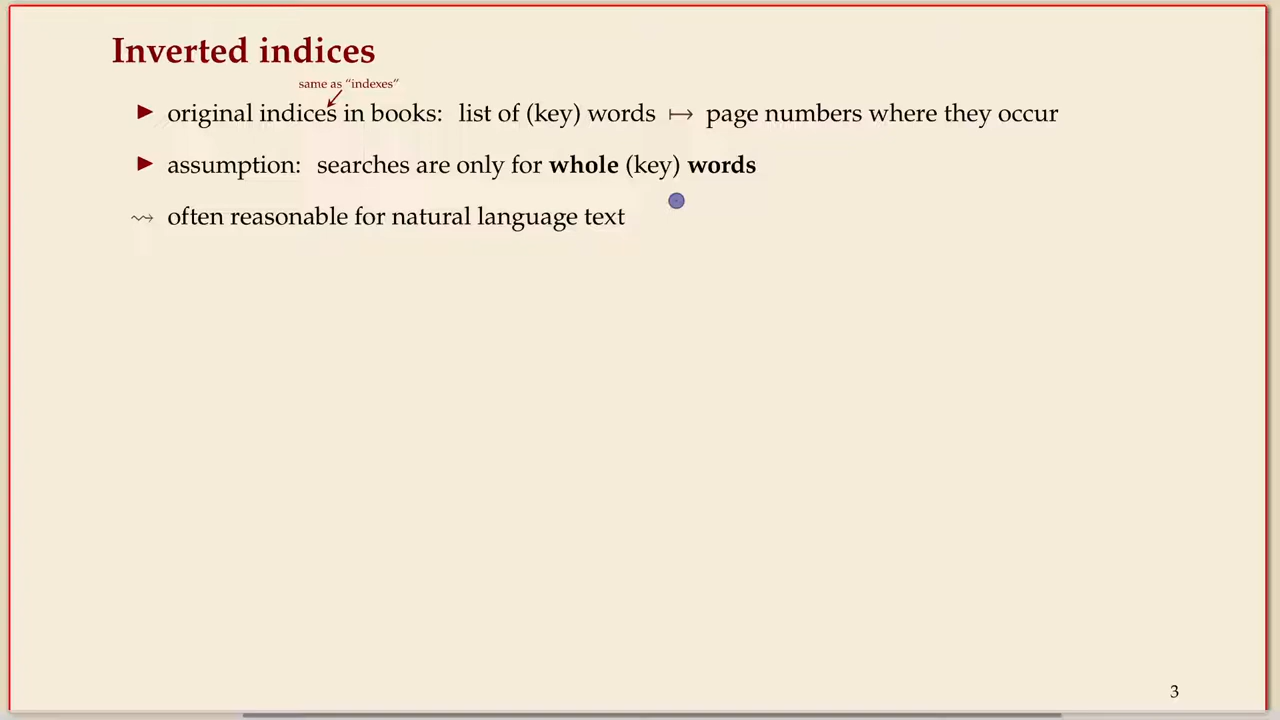 Inverted indices
same as “indexes”
▶ original indices in books: list of (key) words ↦ page numbers where they occur
▶ assumption: searches are only for whole (key) words
⇝ often reasonable for natural language text
3